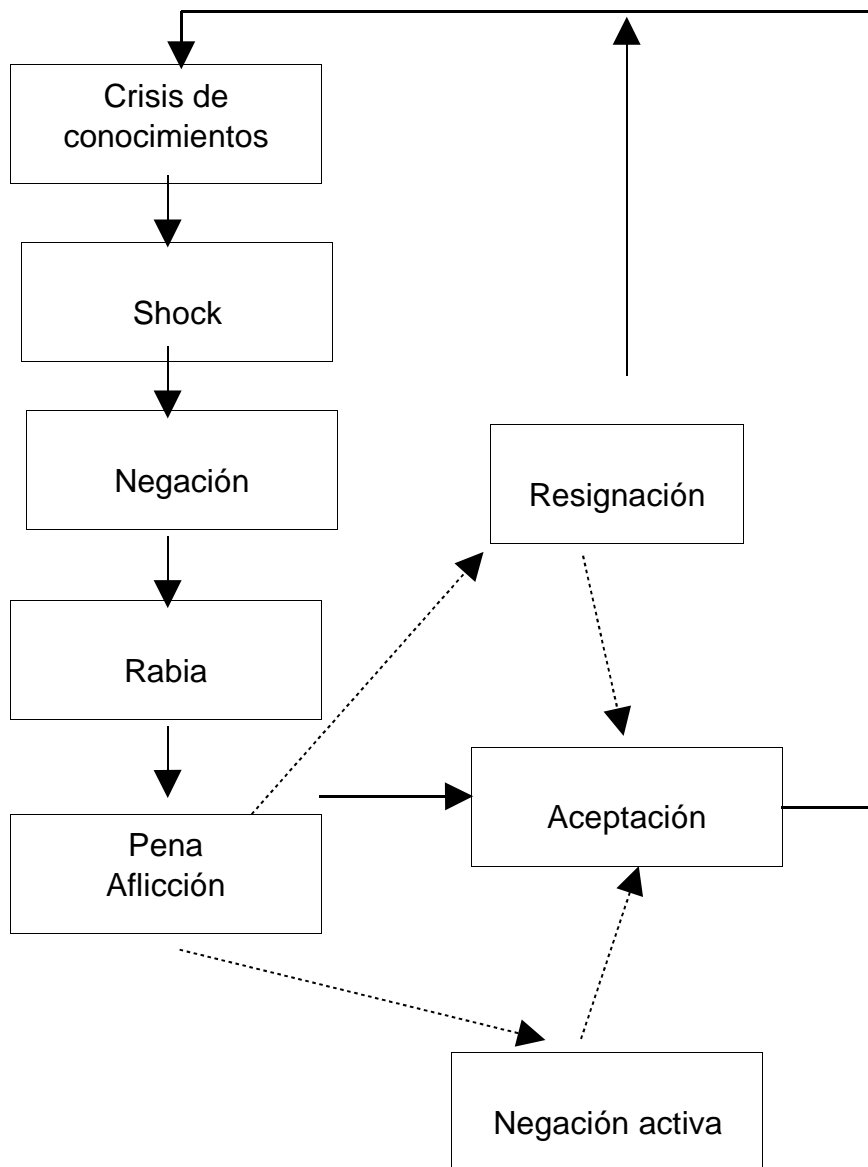 Crisis de
conocimientos
Shock
Negación
Resignación
Rabia
Aceptación
Pena
Aflicción
Negación activa